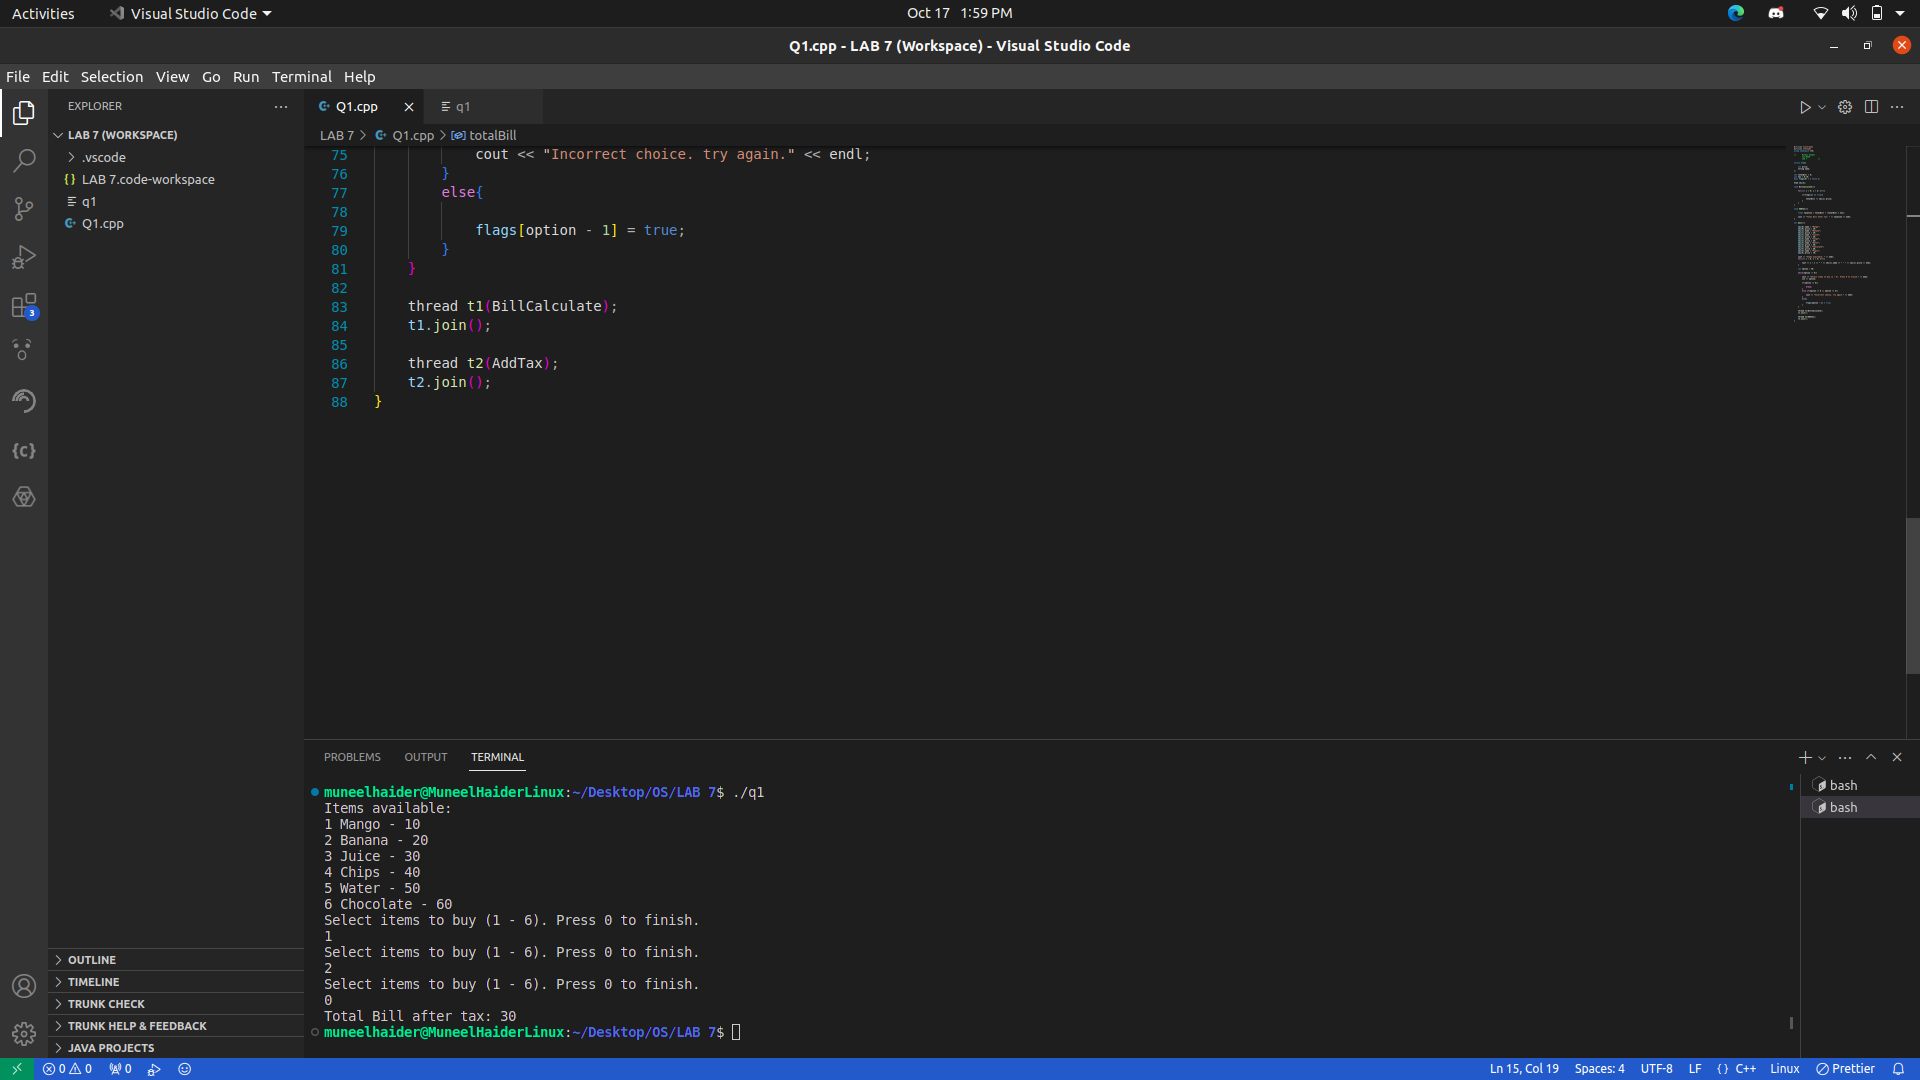 Activities
Visual Studio Code
Oct 17 1:59 PM
Q1.cpp - LAB 7 (Workspace) - Visual Studio Code
File Edit Selection View Go Run Terminal Help
EXPLORER
LAB 7 (WORKSPACE)
.vscode
LAB 7.code-workspace
q1
Q1.cpp
3
OUTLINE
TIMELINE
TRUNK CHECK
TRUNK HELP & FEEDBACK
JAVA PROJECTS
Q1.cpp
q1
LAB 7 > Q1.cpp > totalBill
75 cout << "Incorrect choice. try again." << endl;
76 }
77 else{
78
79 flags[option - 1] = true;
80 }
81 }
82
83 thread t1(BillCalculate);
84 t1.join();
85
86 thread t2(AddTax);
87 t2.join();
88 }
PROBLEMS OUTPUT TERMINAL
muneelhaider@MuneelHaiderLinux:~/Desktop/OS/LAB 7$ ./q1
Items available:
1 Mango - 10
2 Banana - 20
3 Juice - 30
4 Chips - 40
5 Water - 50
6 Chocolate - 60
Select items to buy (1 - 6). Press 0 to finish.
1
Select items to buy (1 - 6). Press 0 to finish.
2
Select items to buy (1 - 6). Press 0 to finish.
0
Total Bill after tax: 30
muneelhaider@MuneelHaiderLinux:~/Desktop/OS/LAB 7$
bash
bash
0 0 0
Ln 15, Col 19 Spaces: 4 UTF-8 LF {} C++ Linux Prettier